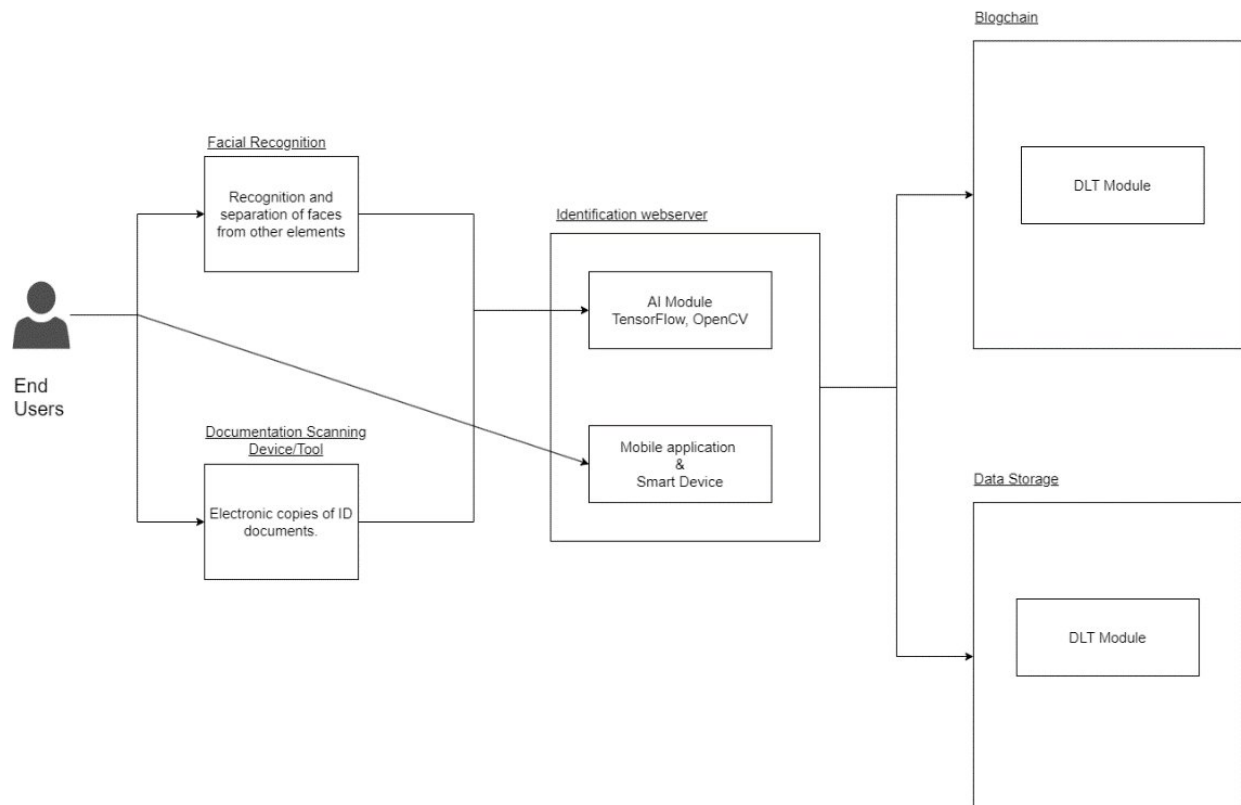 Blogchain
DLT Module
Facial Recognition
Recognition and
separation of faces
from other elements
Identification webserver
AI Module
TensorFlow, OpenCV
End
Users
Documentation Scanning
Device/Tool
Electronic copies of ID
documents.
Mobile application
&
Smart Device
Data Storage
DLT Module